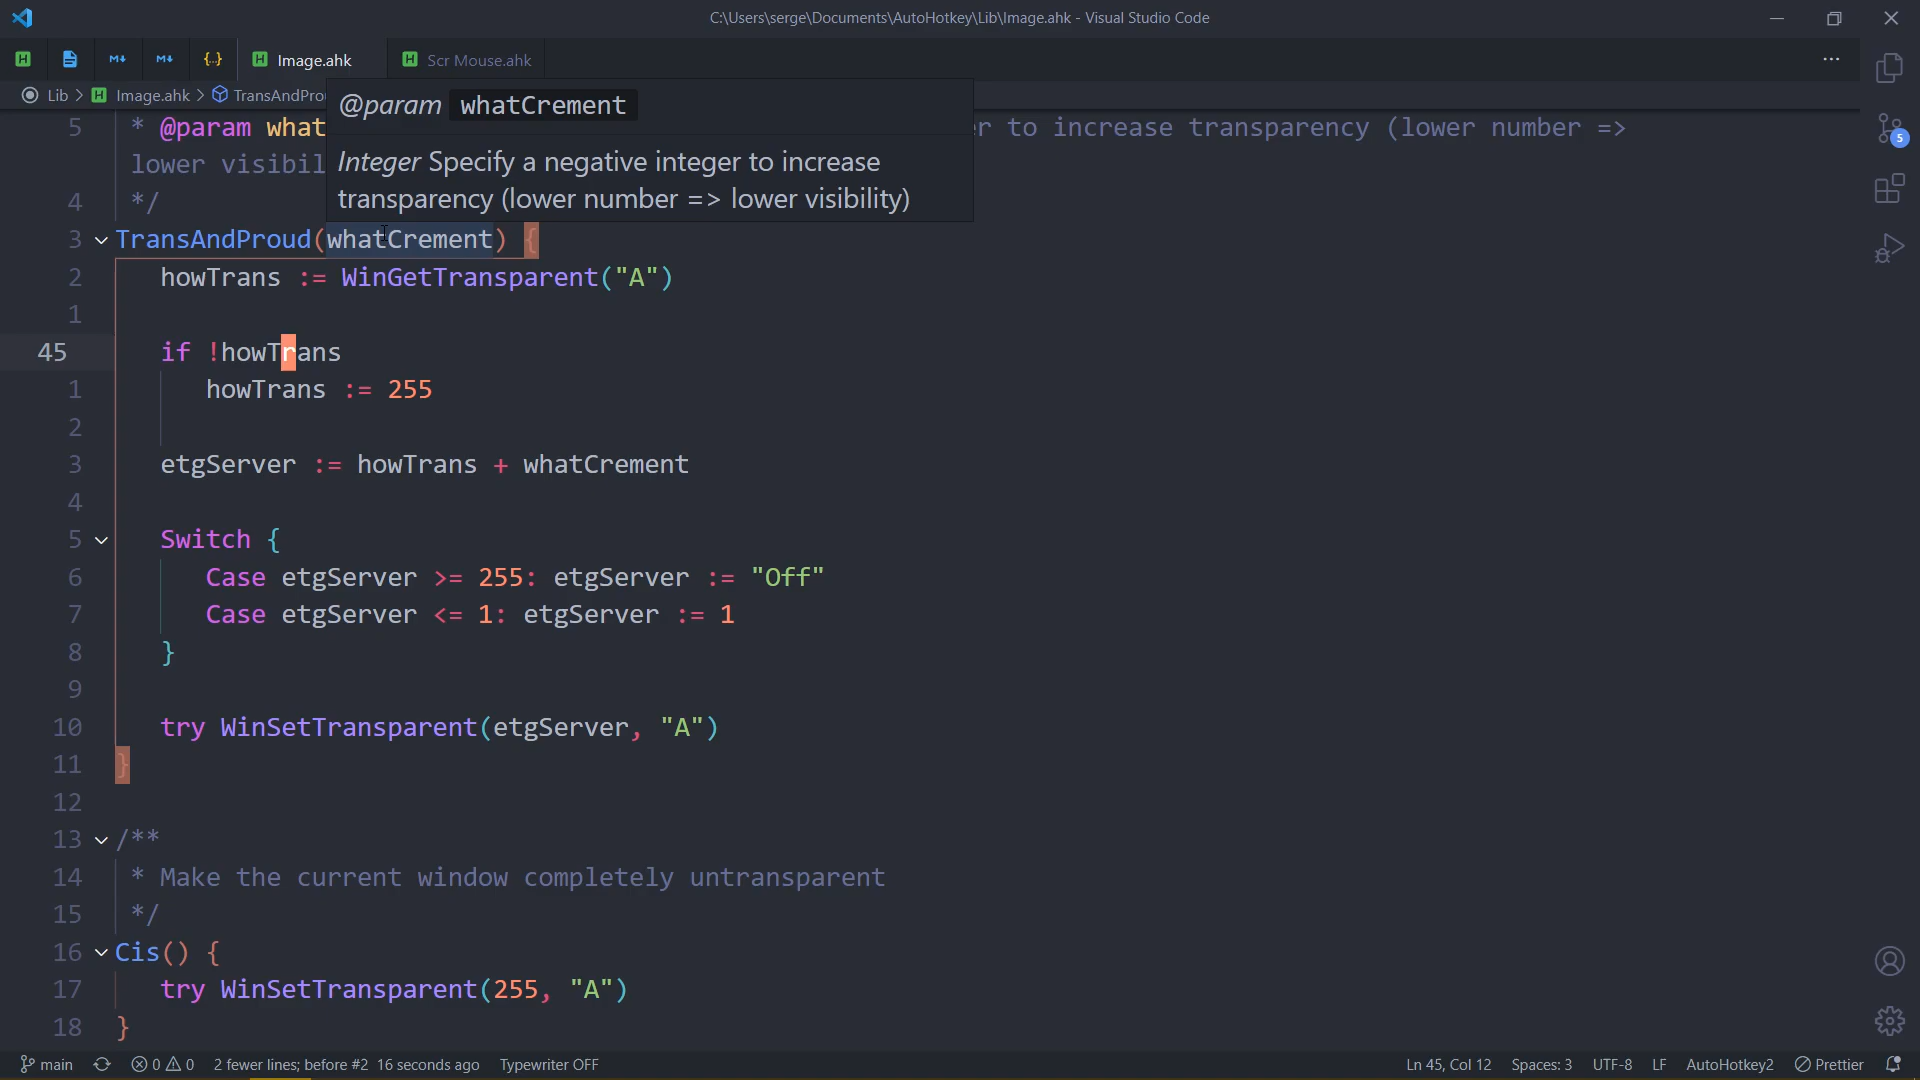 C:\Users\serge\Documents\AutoHotkey\Lib\Image.ahk - Visual Studio Code
Image.ahk
Scr Mouse.ahk
Lib > Image.ahk > TransAndPro
@param whatCrement
Integer Specify a negative integer to increase
transparency (lower number => lower visibility)
5 * @param what r to increase transparency (lower number =>
lower visibil
4 */
3 TransAndProud(whatCrement) {
2 howTrans := WinGetTransparent("A")
1
45 if !howTrans
1 howTrans := 255
2
3 etgServer := howTrans + whatCrement
4
5 Switch {
6 Case etgServer >= 255: etgServer := "Off"
7 Case etgServer <= 1: etgServer := 1
8 }
9
10 try WinSetTransparent(etgServer, "A")
11 }
12
13 /**
14 * Make the current window completely untransparent
15 */
16 Cis() {
17 try WinSetTransparent(255, "A")
18 }
5
main 0 0 2 fewer lines; before #2 16 seconds ago Typewriter OFF Ln 45, Col 12 Spaces: 3 UTF-8 LF AutoHotkey2 Prettier